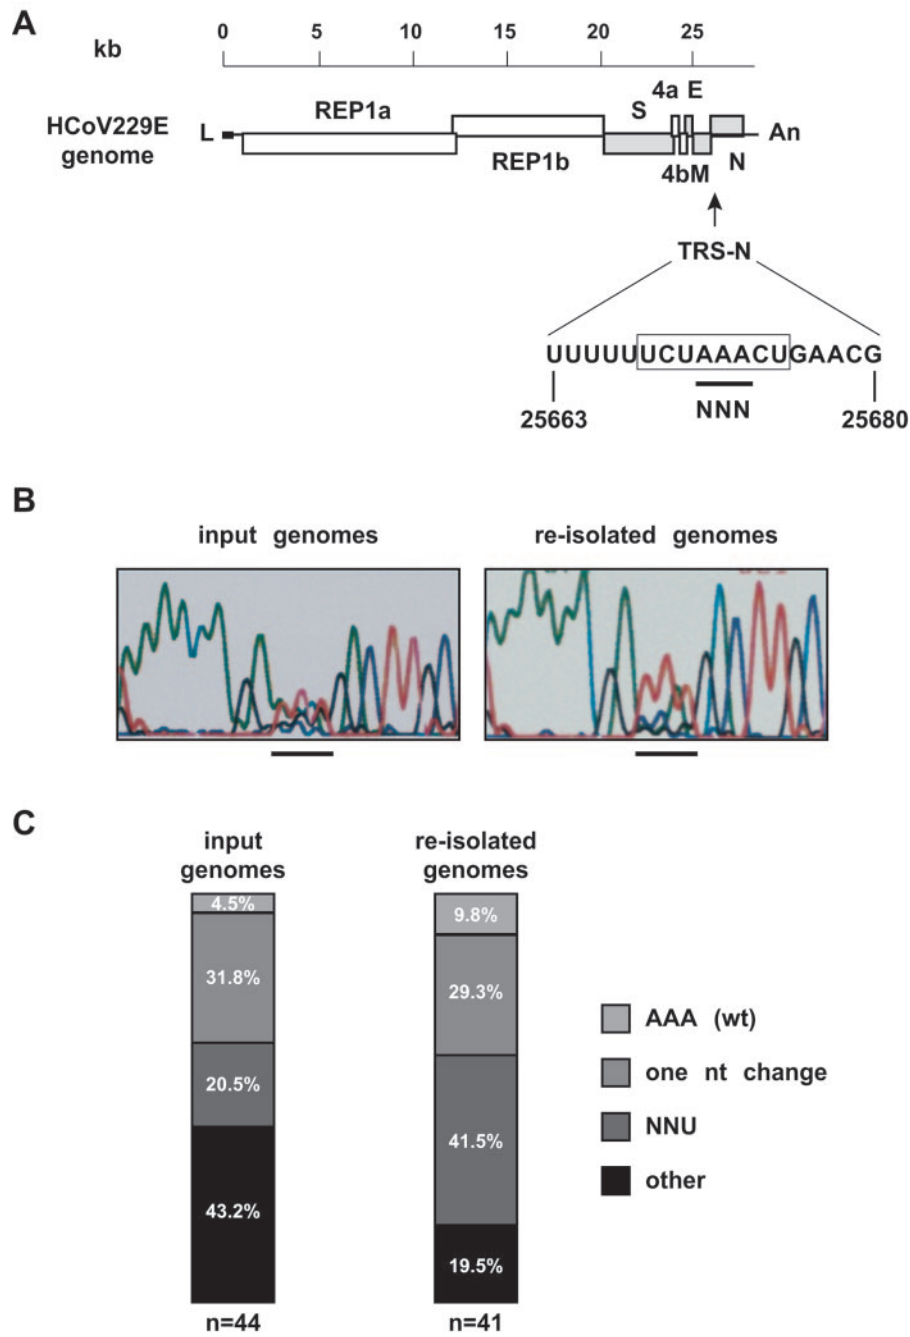 A
kb
0 5 10 15 20 25
4a E
REP1a S
HCoV229E
genome
L An
REP1b 4bM N
TRS-N
UUUUUUCUAAACUGAACG
NNN
25663 25680
B
input genomes re-isolated genomes
C
input
genomes
re-isolated
genomes
4.5% 9.8%
31.8% 29.3%
20.5% 41.5%
43.2% 19.5%
n=44 n=41
AAA (wt)
one nt change
NNU
other